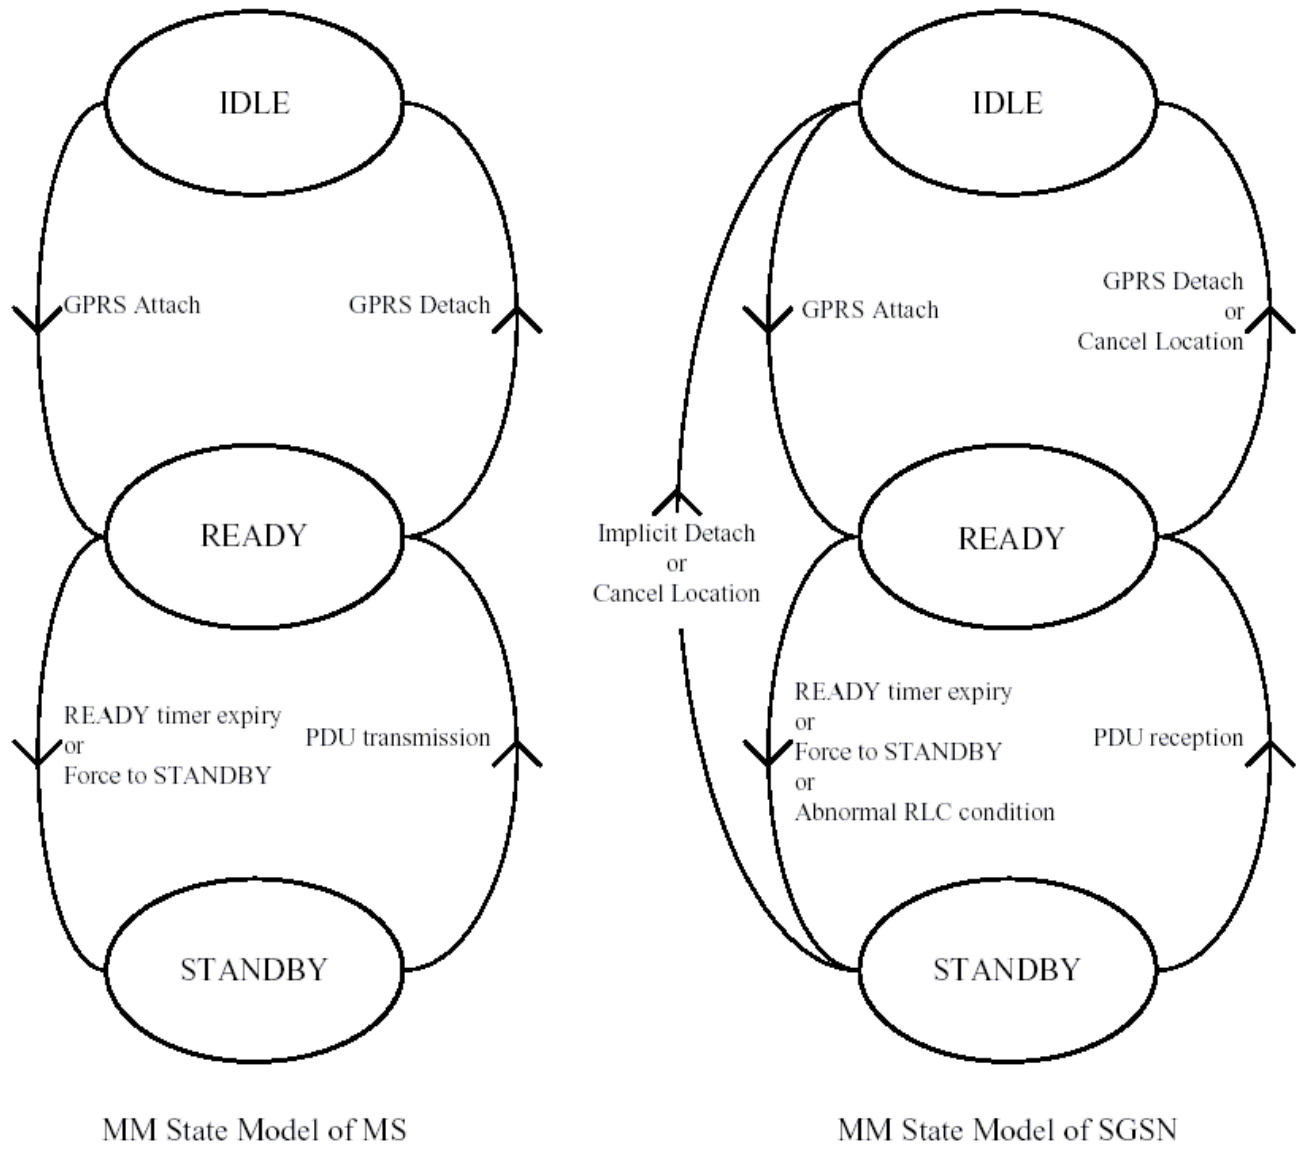 IDLE
GPRS Attach
GPRS Detach
READY
READY timer expiry
or
Force to STANDBY
PDU transmission
STANDBY
MM State Model of MS
IDLE
GPRS Attach
GPRS Detach
or
Cancel Location
Implicit Detach
or
Cancel Location
READY
READY timer expiry
or
Force to STANDBY
or
Abnormal RLC condition
PDU reception
STANDBY
MM State Model of SGSN